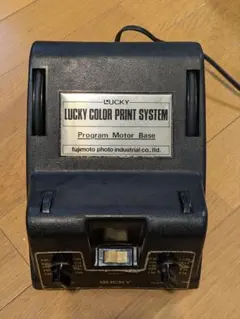 LUCKY
LUCKY COLOR PRINT SYSTEM
Program Motor Base
fujimoto photo industrial co., ltd.
LUCKY